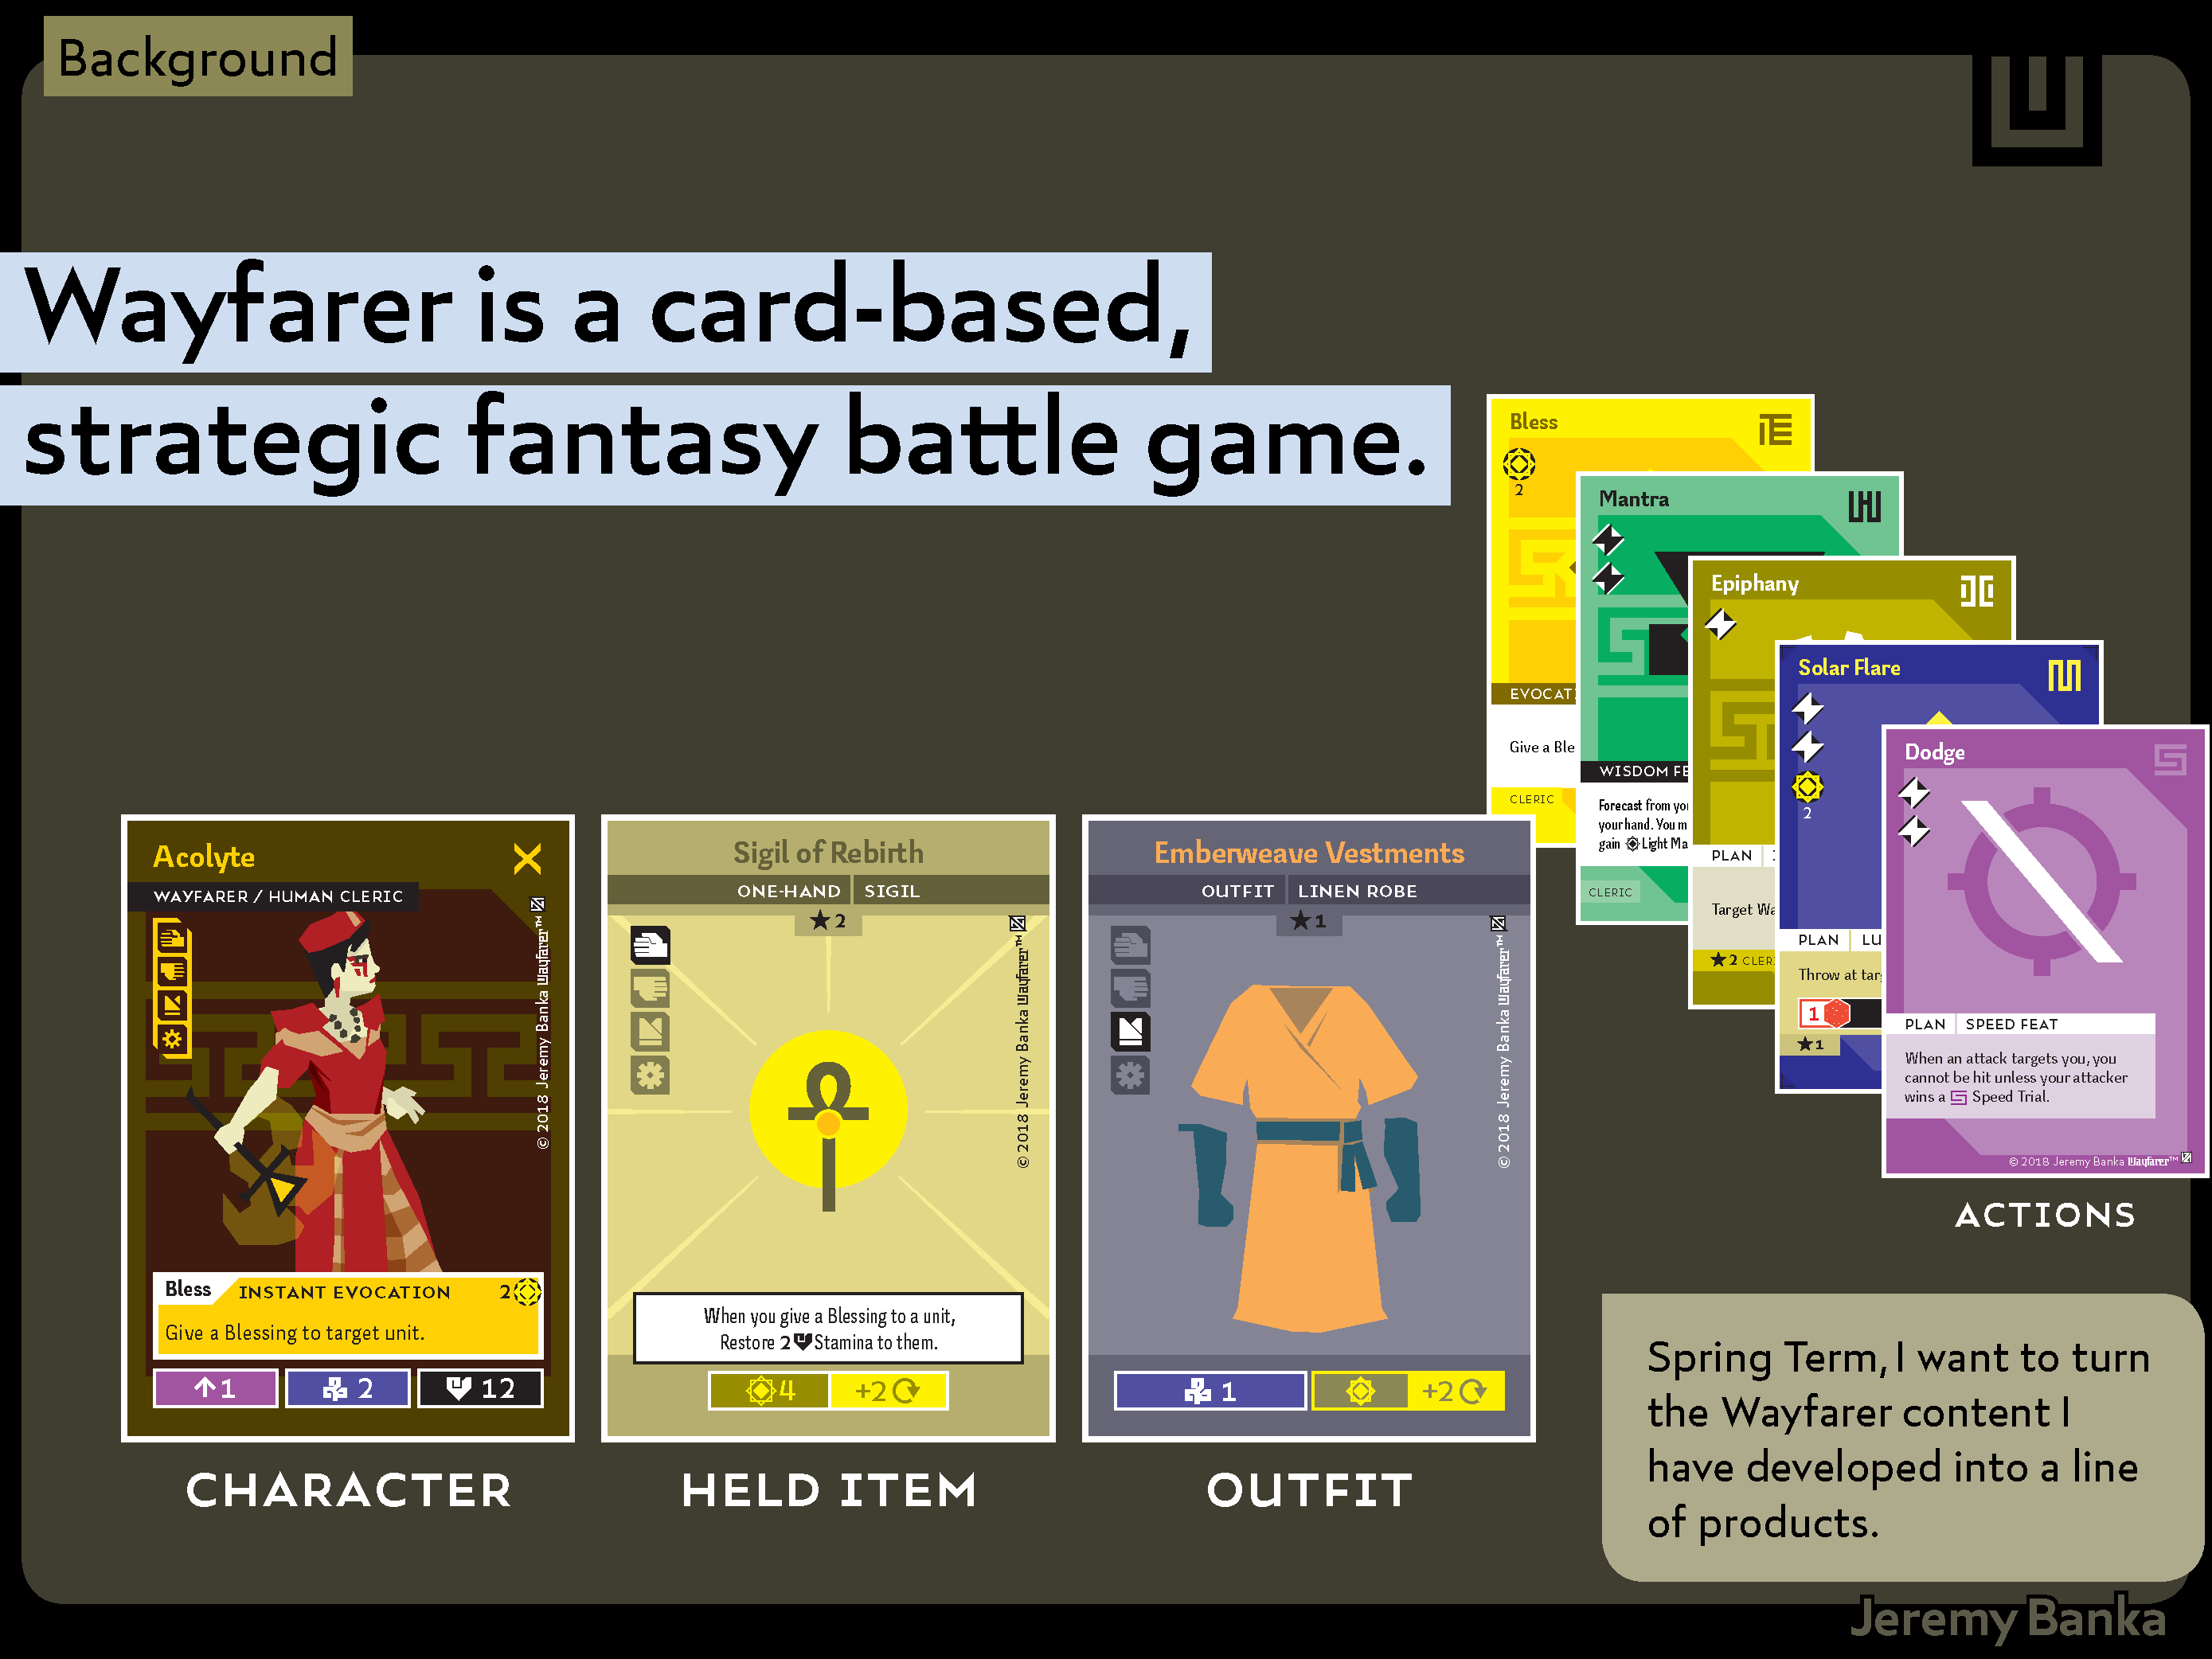 Background
Wayfarer is a card-based,
strategic fantasy battle game.
Bless
2
EVOCATI
Give a Ble
CLERIC
Mantra
WISDOM FE
Forecast from you
your hand. You m
gain Light Ma
CLERIC
Epiphany
PLAN
Target Wa
2 CLER
Solar Flare
2
PLAN LU
Throw at tar
1
1
Dodge
PLAN SPEED FEAT
When an attack targets you, you
cannot be hit unless your attacker
wins a Speed Trial.
© 2018 Jeremy Banka Wayfarer™
ACTIONS
Acolyte
WAYFARER / HUMAN CLERIC
© 2018 Jeremy Banka Wayfarer™
Bless INSTANT EVOCATION 2
Give a Blessing to target unit.
1 2 12
CHARACTER
Sigil of Rebirth
ONE-HAND SIGIL
2
© 2018 Jeremy Banka Wayfarer™
When you give a Blessing to a unit,
Restore 2 Stamina to them.
4 +2
HELD ITEM
Emberweave Vestments
OUTFIT LINEN ROBE
1
© 2018 Jeremy Banka Wayfarer™
1 +2
OUTFIT
Spring Term, I want to turn
the Wayfarer content I
have developed into a line
of products.
Jeremy Banka